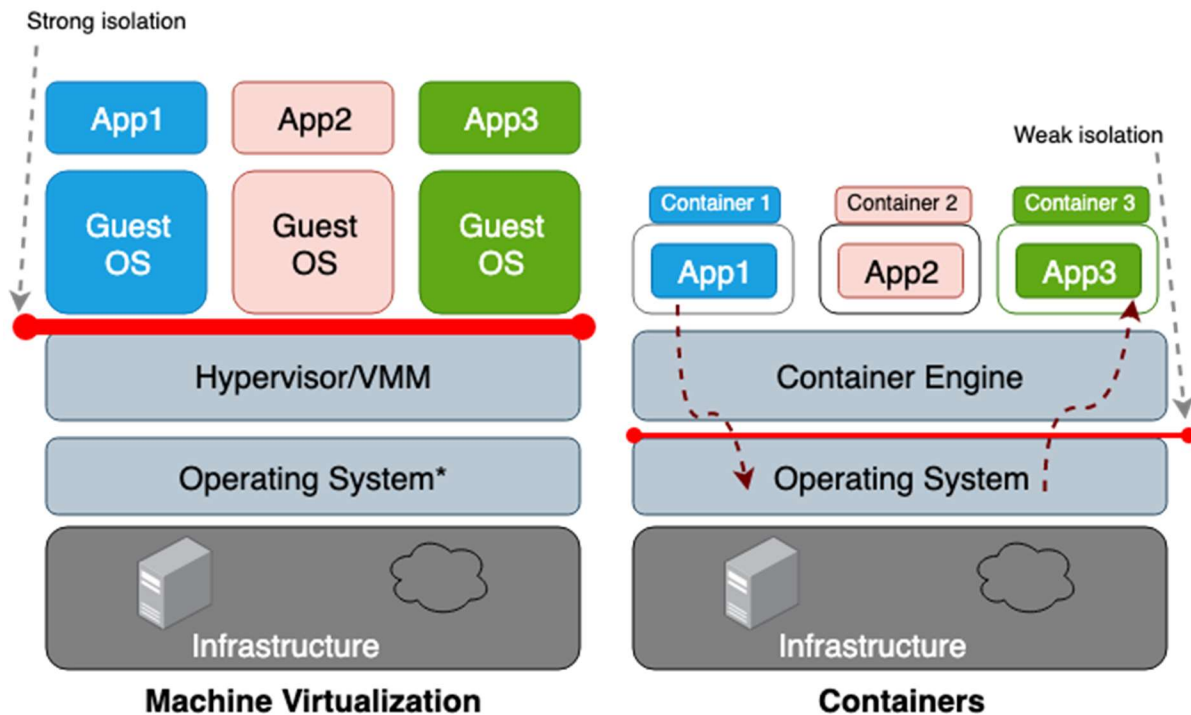 Strong isolation
App1
App2
App3
Guest
OS
Guest
OS
Guest
OS
Hypervisor/VMM
Operating System*
Infrastructure
Machine Virtualization
Weak isolation
Container 1
Container 2
Container 3
App1
App2
App3
Container Engine
Operating System
Infrastructure
Containers